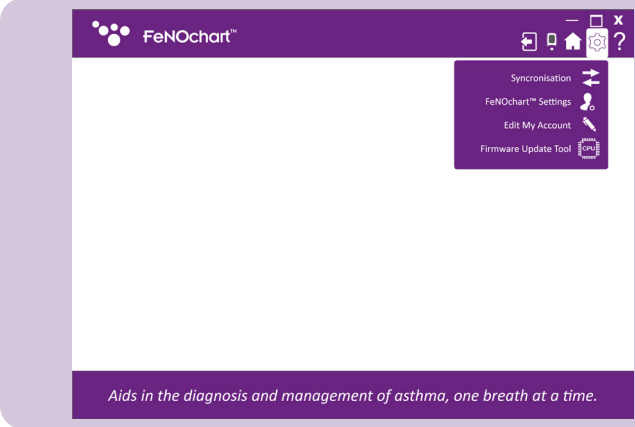 FeNOchart™
X
?
Syncronisation
FeNOchart™ Settings
Edit My Account
Firmware Update Tool
CPU
Aids in the diagnosis and management of asthma, one breath at a time.